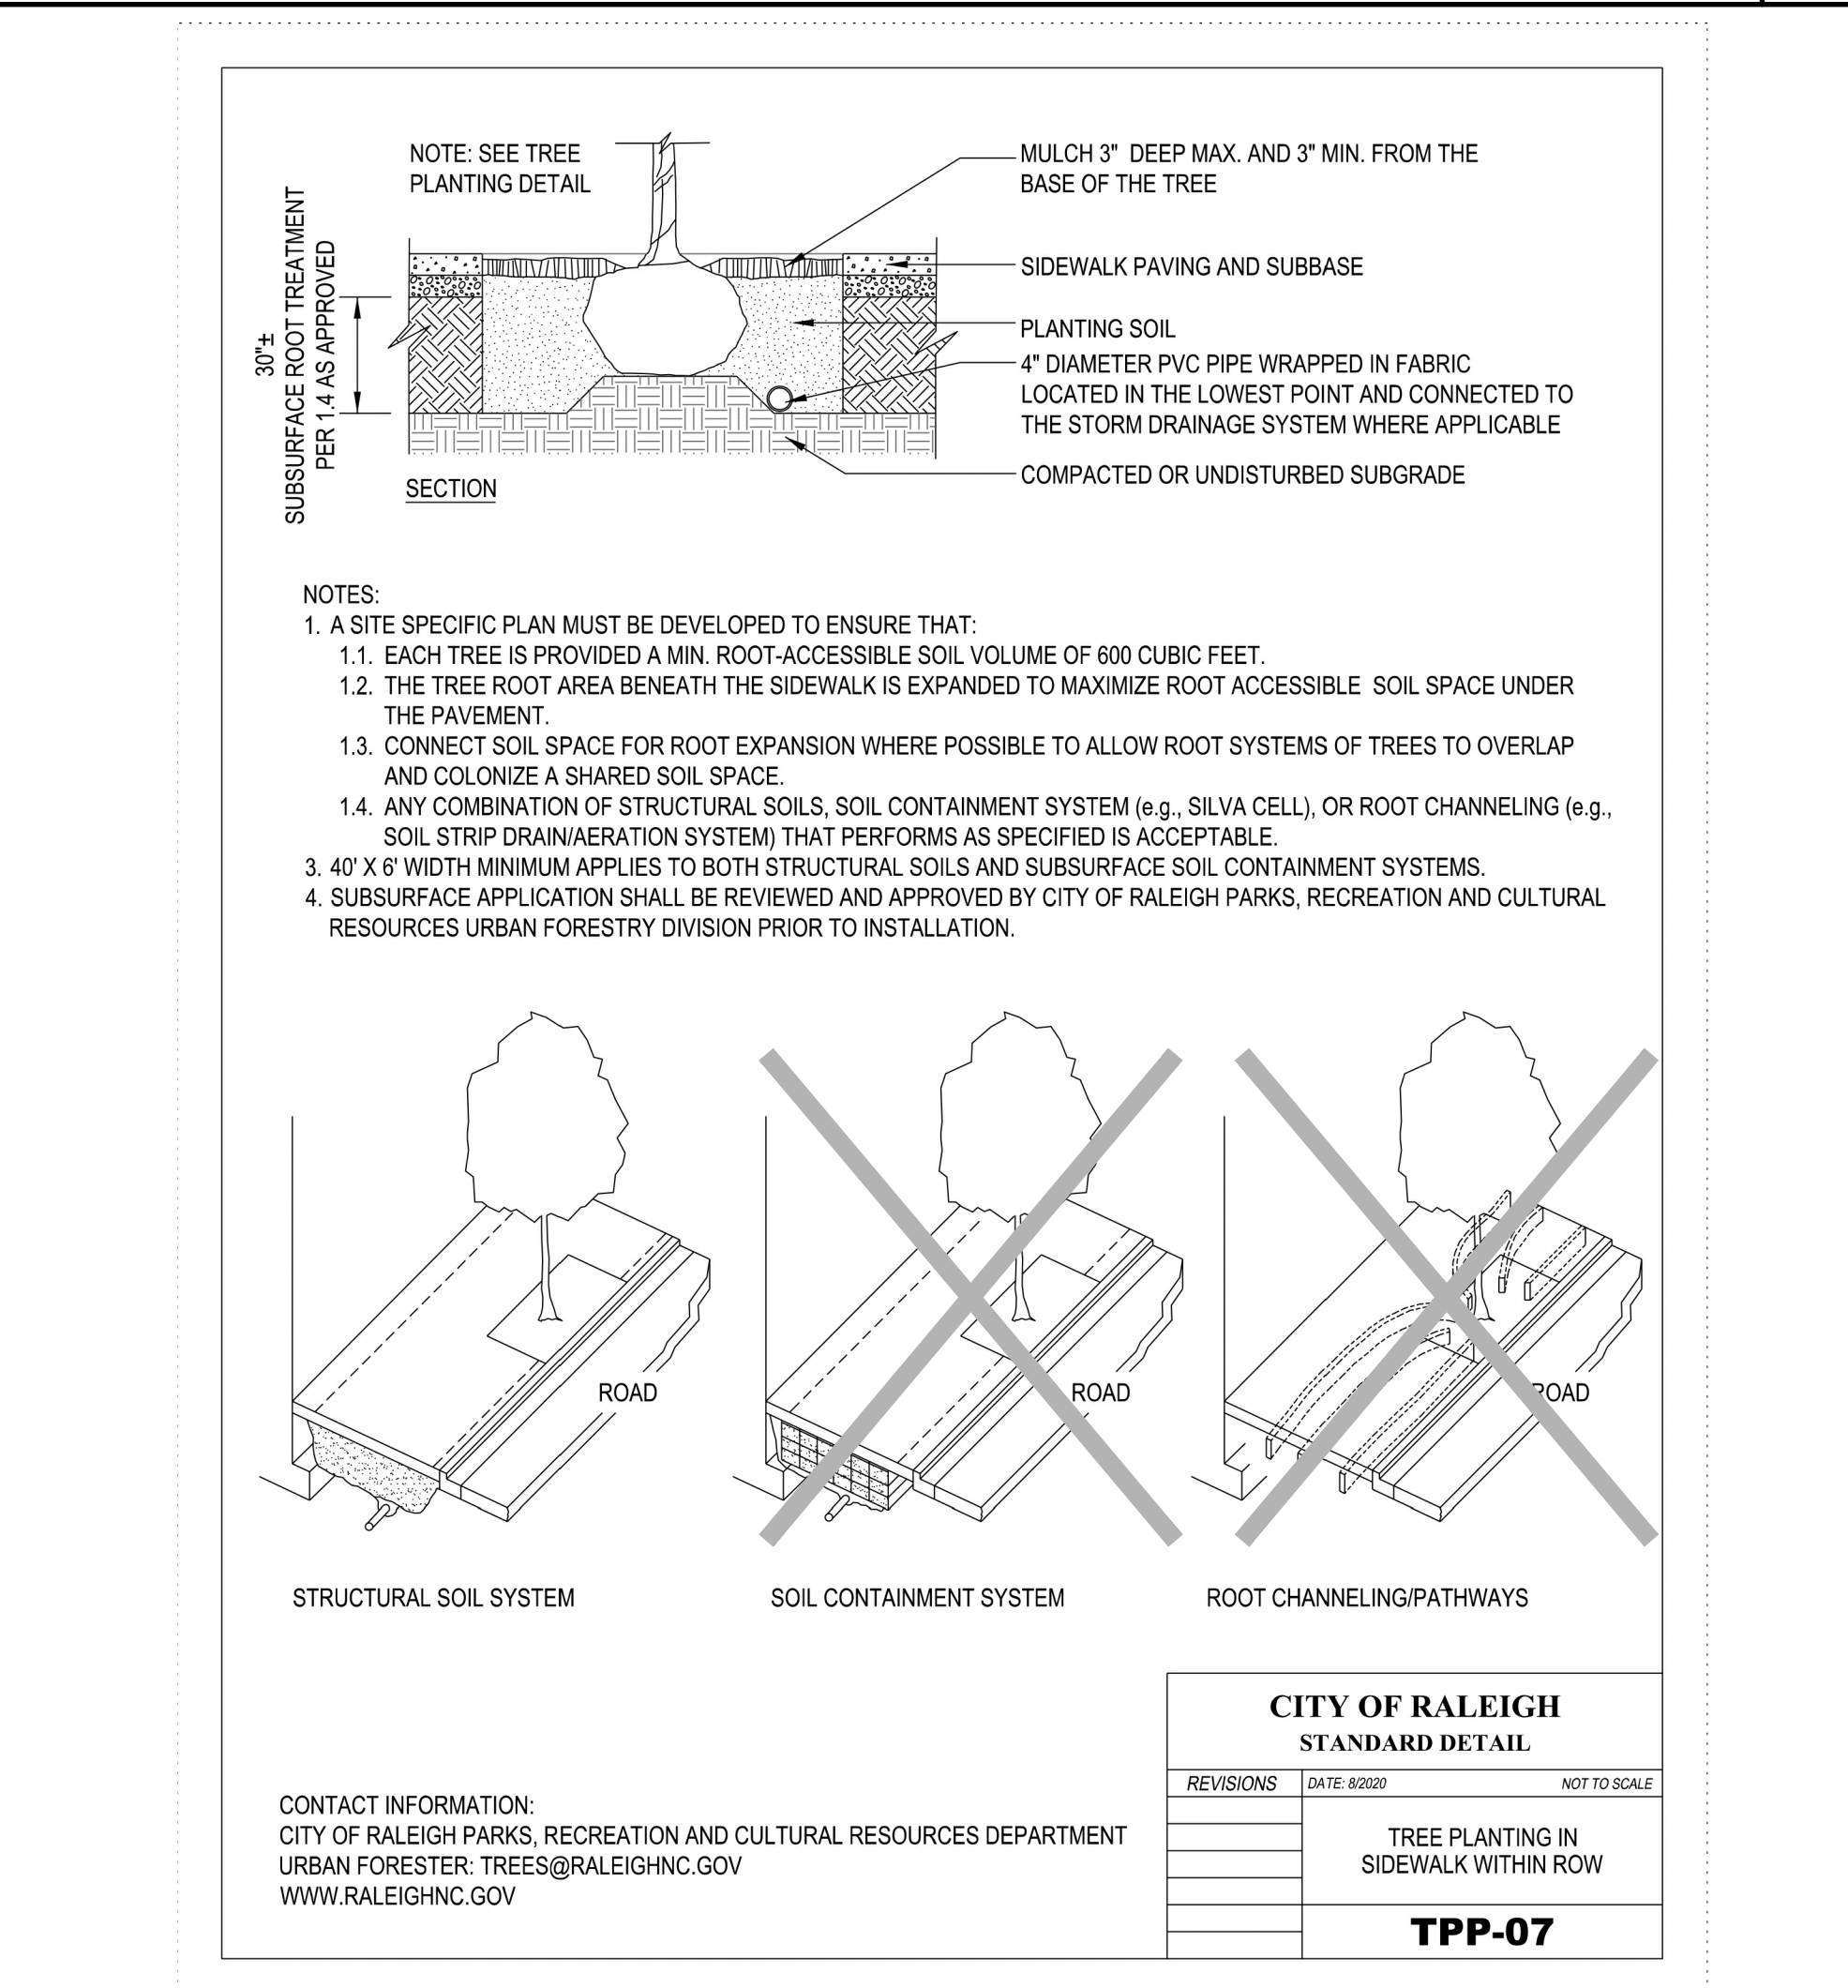 NOTE: SEE TREE
PLANTING DETAIL
MULCH 3" DEEP MAX. AND 3" MIN. FROM THE
BASE OF THE TREE
SIDEWALK PAVING AND SUBBASE
PLANTING SOIL
4" DIAMETER PVC PIPE WRAPPED IN FABRIC
LOCATED IN THE LOWEST POINT AND CONNECTED TO
THE STORM DRAINAGE SYSTEM WHERE APPLICABLE
COMPACTED OR UNDISTURBED SUBGRADE
30"±
SUBSURFACE ROOT TREATMENT
PER 1.4 AS APPROVED
SECTION
NOTES:
1. A SITE SPECIFIC PLAN MUST BE DEVELOPED TO ENSURE THAT:
1.1. EACH TREE IS PROVIDED A MIN. ROOT-ACCESSIBLE SOIL VOLUME OF 600 CUBIC FEET.
1.2. THE TREE ROOT AREA BENEATH THE SIDEWALK IS EXPANDED TO MAXIMIZE ROOT ACCESSIBLE SOIL SPACE UNDER
THE PAVEMENT.
1.3. CONNECT SOIL SPACE FOR ROOT EXPANSION WHERE POSSIBLE TO ALLOW ROOT SYSTEMS OF TREES TO OVERLAP
AND COLONIZE A SHARED SOIL SPACE.
1.4. ANY COMBINATION OF STRUCTURAL SOILS, SOIL CONTAINMENT SYSTEM (e.g., SILVA CELL), OR ROOT CHANNELING (e.g.,
SOIL STRIP DRAIN/AERATION SYSTEM) THAT PERFORMS AS SPECIFIED IS ACCEPTABLE.
3. 40' X 6' WIDTH MINIMUM APPLIES TO BOTH STRUCTURAL SOILS AND SUBSURFACE SOIL CONTAINMENT SYSTEMS.
4. SUBSURFACE APPLICATION SHALL BE REVIEWED AND APPROVED BY CITY OF RALEIGH PARKS, RECREATION AND CULTURAL
RESOURCES URBAN FORESTRY DIVISION PRIOR TO INSTALLATION.
ROAD
ROAD
ROAD
STRUCTURAL SOIL SYSTEM
SOIL CONTAINMENT SYSTEM
ROOT CHANNELING/PATHWAYS
CONTACT INFORMATION:
CITY OF RALEIGH PARKS, RECREATION AND CULTURAL RESOURCES DEPARTMENT
URBAN FORESTER: TREES@RALEIGHNC.GOV
WWW.RALEIGHNC.GOV
CITY OF RALEIGH
STANDARD DETAIL
REVISIONS
DATE: 8/2020
NOT TO SCALE
TREE PLANTING IN
SIDEWALK WITHIN ROW
TPP-07